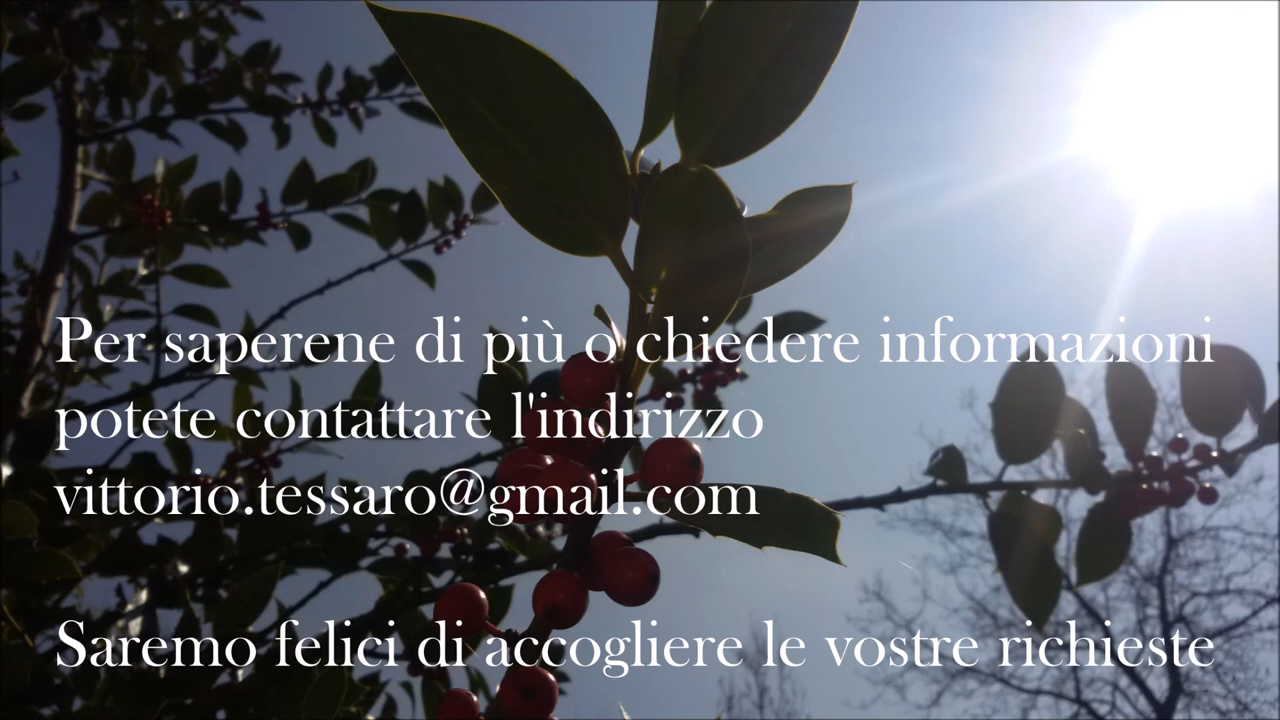 Per saperene di più o chiedere informazioni
potete contattare l'indirizzo
vittorio.tessaro@gmail.com
Saremo felici di accogliere le vostre richieste